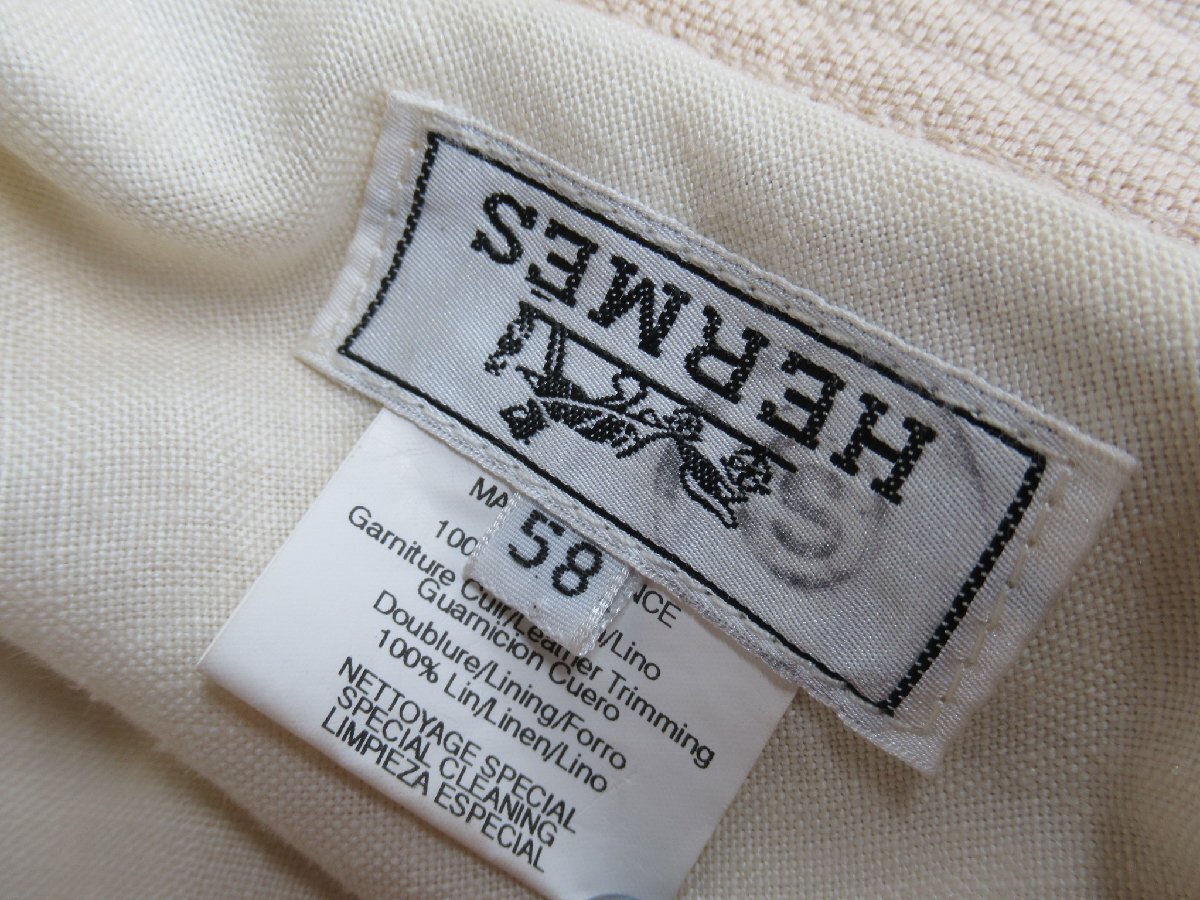 HERMES
S
58
MA NCE
100 /Lino
Garniture Cuir/Leather Trimming
Guarnicion Cuero
Doublure/Lining/Forro
100% Lin/Linen/Lino
NETTOYAGE SPECIAL
SPECIAL CLEANING
LIMPIEZA ESPECIAL